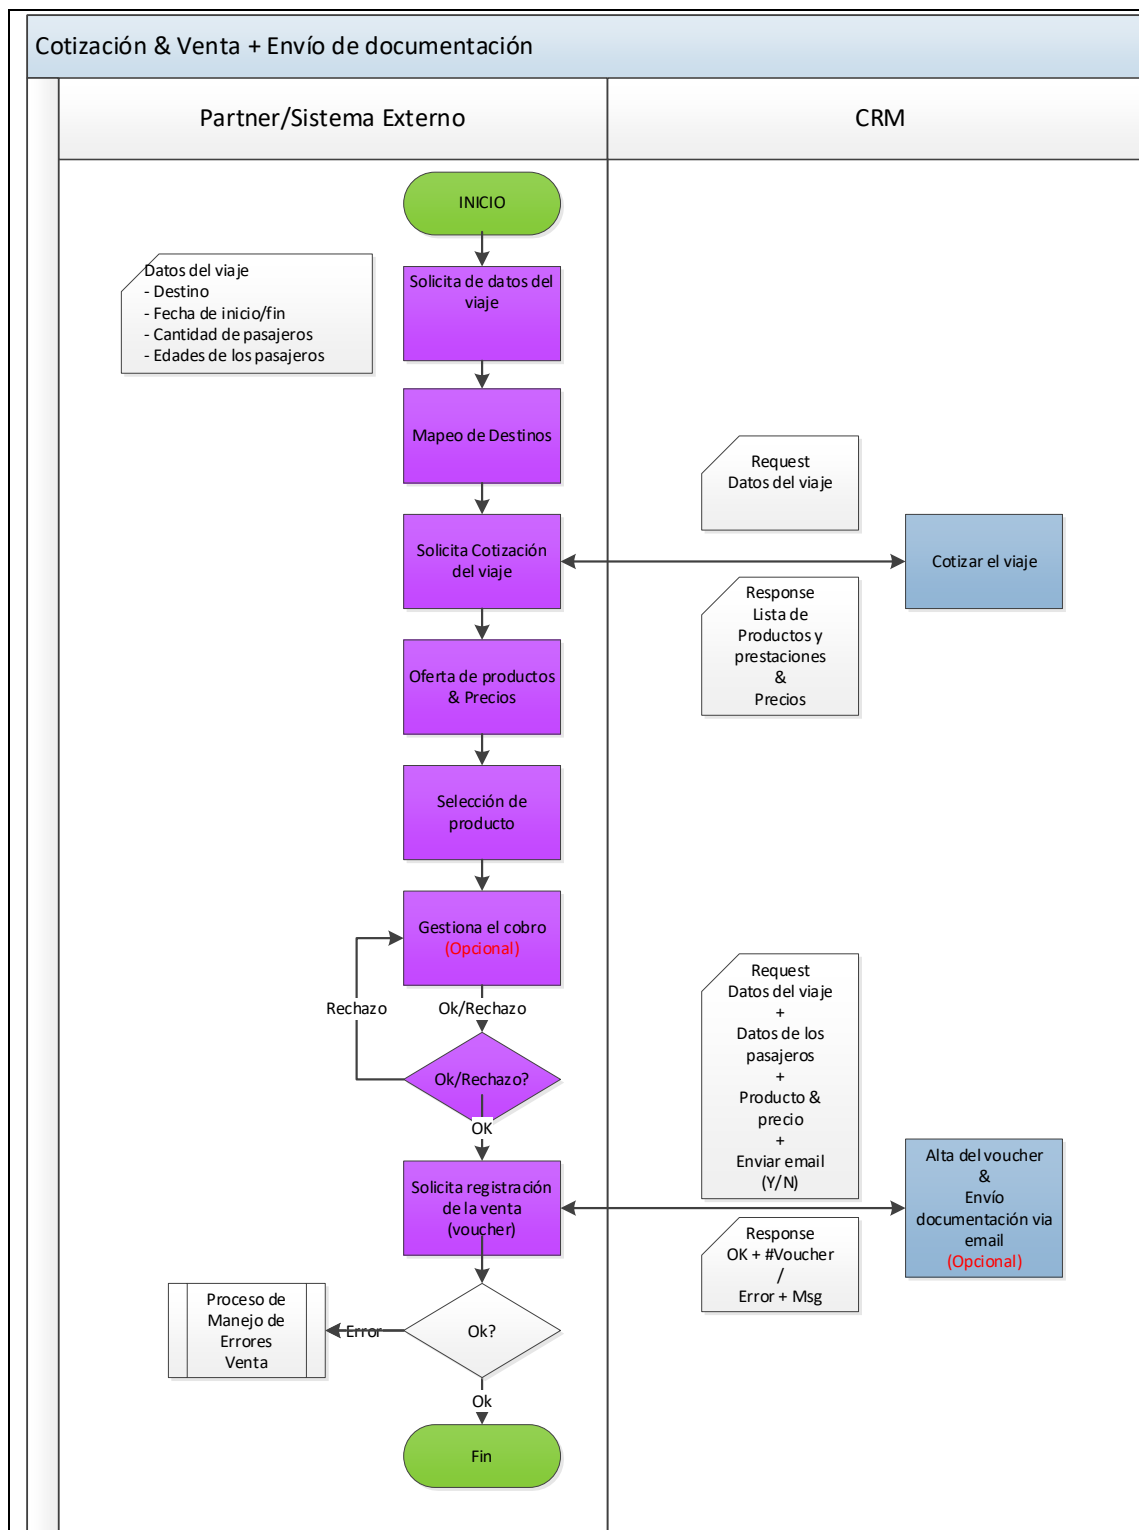 Cotización & Venta + Envío de documentación
Partner/Sistema Externo
CRM
INICIO
Datos del viaje
- Destino
- Fecha de inicio/fin
- Cantidad de pasajeros
- Edades de los pasajeros
Solicita de datos del
viaje
Mapeo de Destinos
Request
Datos del viaje
Solicita Cotización
del viaje
Cotizar el viaje
Response
Lista de
Productos y
prestaciones
&
Precios
Oferta de productos
& Precios
Selección de
producto
Gestiona el cobro
(Opcional)
Rechazo
Ok/Rechazo
Ok/Rechazo?
OK
Request
Datos del viaje
+
Datos de los
pasajeros
+
Producto &
precio
+
Enviar email
(Y/N)
Solicita registración
de la venta
(voucher)
Alta del voucher
&
Envío
documentación via
email
(Opcional)
Response
OK + #Voucher
/
Error + Msg
Proceso de
Manejo de
Errores
Venta
Error
Ok?
Ok
Fin